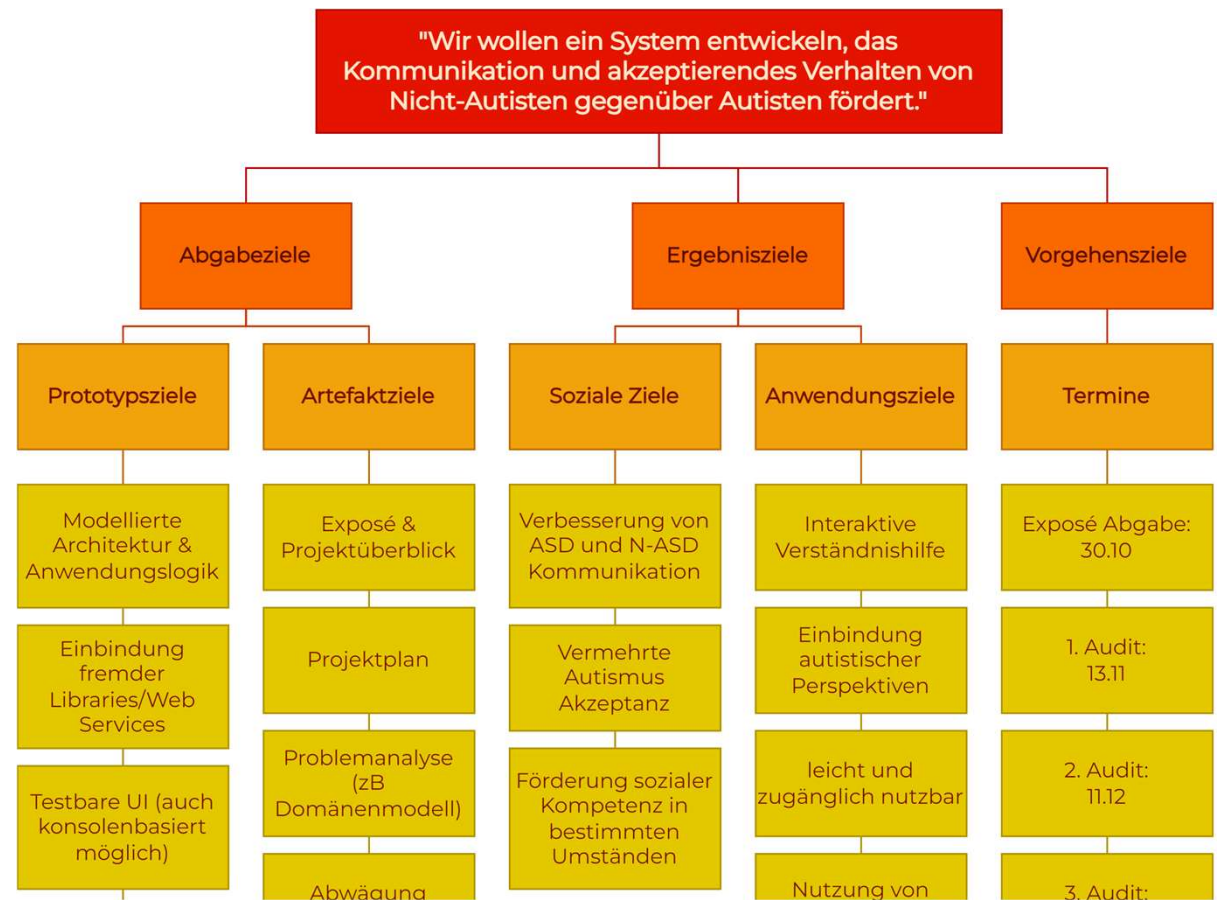 "Wir wollen ein System entwickeln, das
Kommunikation und akzeptierendes Verhalten von
Nicht-Autisten gegenüber Autisten fördert."
Abgabeziele
Ergebnisziele
Vorgehensziele
Prototypsziele
Artefaktziele
Soziale Ziele
Anwendungsziele
Termine
Modellierte
Architektur &
Anwendungslogik
Exposé &
Projektüberblick
Verbesserung von
ASD und N-ASD
Kommunikation
Interaktive
Verständnishilfe
Exposé Abgabe:
30.10
Einbindung
fremder
Libraries/Web
Services
Projektplan
Vermehrte
Autismus
Akzeptanz
Einbindung
autistischer
Perspektiven
1. Audit:
13.11
Testbare UI (auch
konsolenbasiert
möglich)
Problemanalyse
(zB
Domänenmodell)
Förderung sozialer
Kompetenz in
bestimmten
Umständen
leicht und
zugänglich nutzbar
2. Audit:
11.12
Abwägung
Nutzung von
3. Audit: